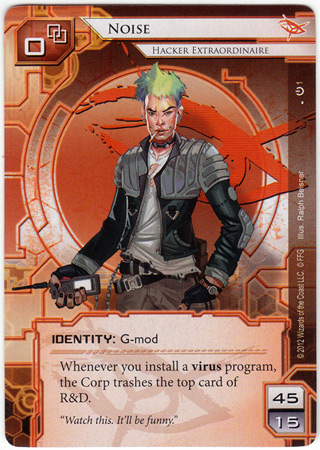 0
NOISE
HACKER EXTRAORDINAIRE
1
Illus. Ralph Beisner
© 2012 Wizards of the Coast LLC. © FFG
IDENTITY: G-mod
Whenever you install a virus program,
the Corp trashes the top card of
R&D.
"Watch this. It'll be funny."
45
15